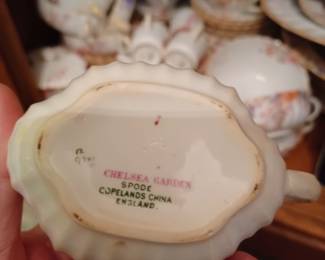 CHELSEA GARDEN
SPODE
COPELANDS CHINA
ENGLAND.